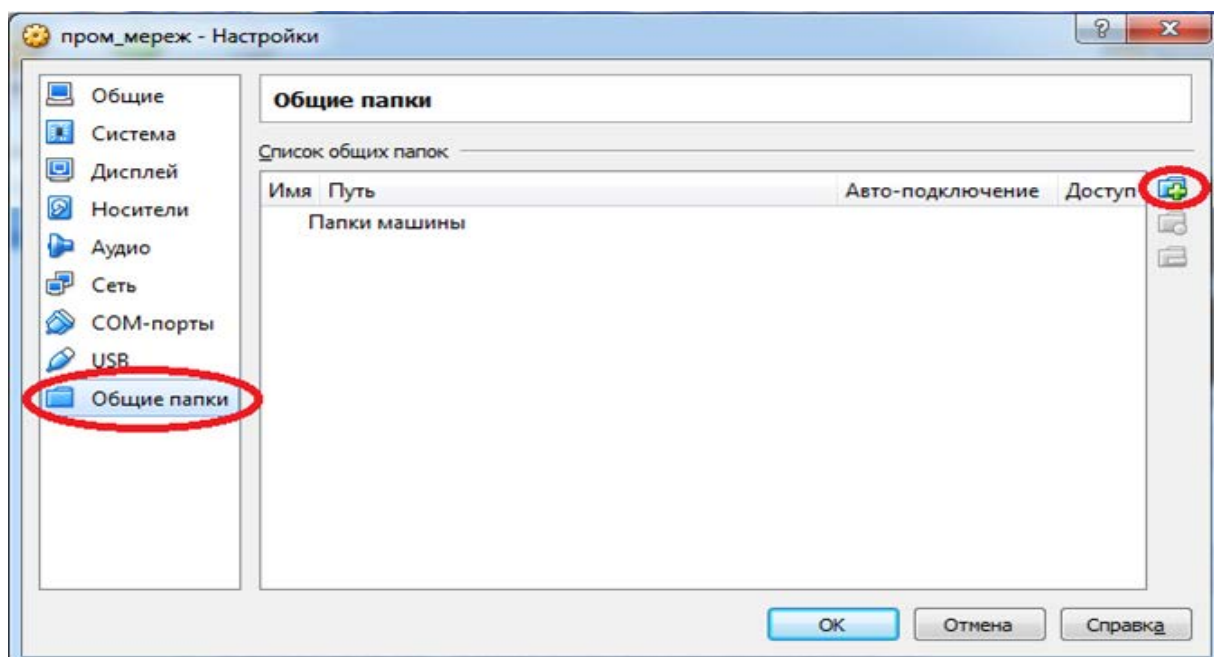 пром_мереж - Настройки
?
Общие
Система
Дисплей
Носители
Аудио
Сеть
COM-порты
USB
Общие папки
Общие папки
Список общих папок
Имя Путь Авто-подключение Доступ
Папки машины
OK Отмена Справка